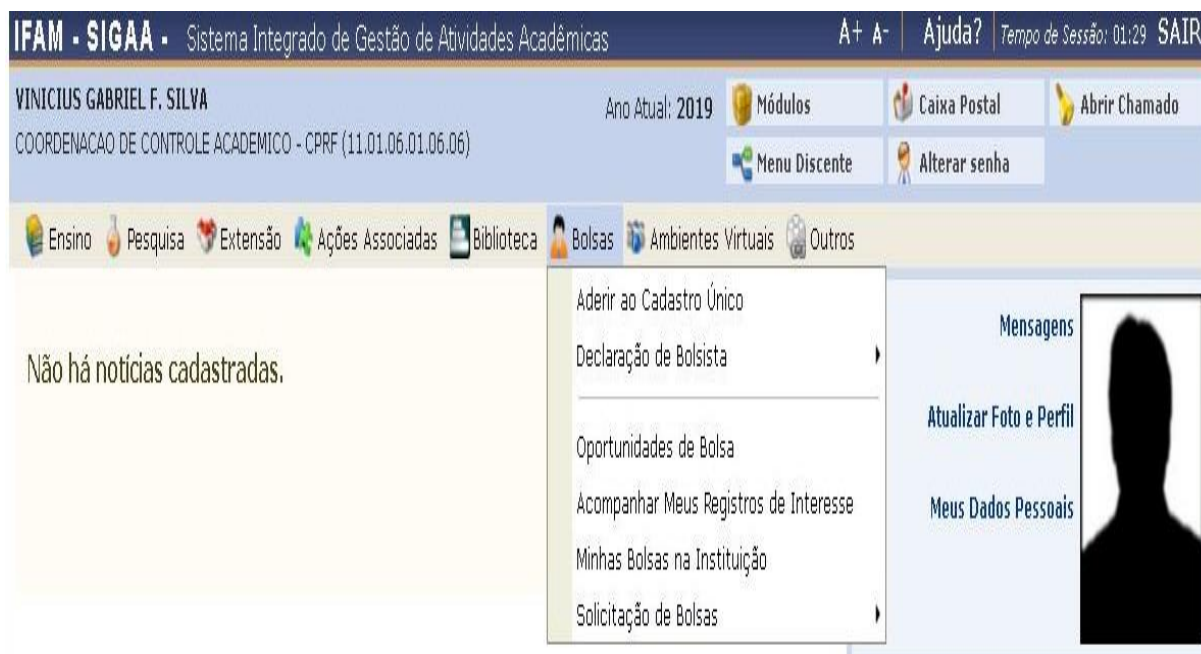 IFAM - SIGAA - Sistema Integrado de Gestão de Atividades Acadêmicas A+ A- Ajuda? Tempo de Sessão: 01:29 SAIR
VINICIUS GABRIEL F. SILVA Ano Atual: 2019 Módulos Caixa Postal Abrir Chamado
COORDENACAO DE CONTROLE ACADEMICO - CPRF (11.01.06.01.06.06)
Menu Discente Alterar senha
Ensino Pesquisa Extensão Ações Associadas Biblioteca Bolsas Ambientes Virtuais Outros
Aderir ao Cadastro Único
Declaração de Bolsista
Oportunidades de Bolsa
Acompanhar Meus Registros de Interesse
Minhas Bolsas na Instituição
Solicitação de Bolsas
Não há notícias cadastradas.
Mensagens
Atualizar Foto e Perfil
Meus Dados Pessoais